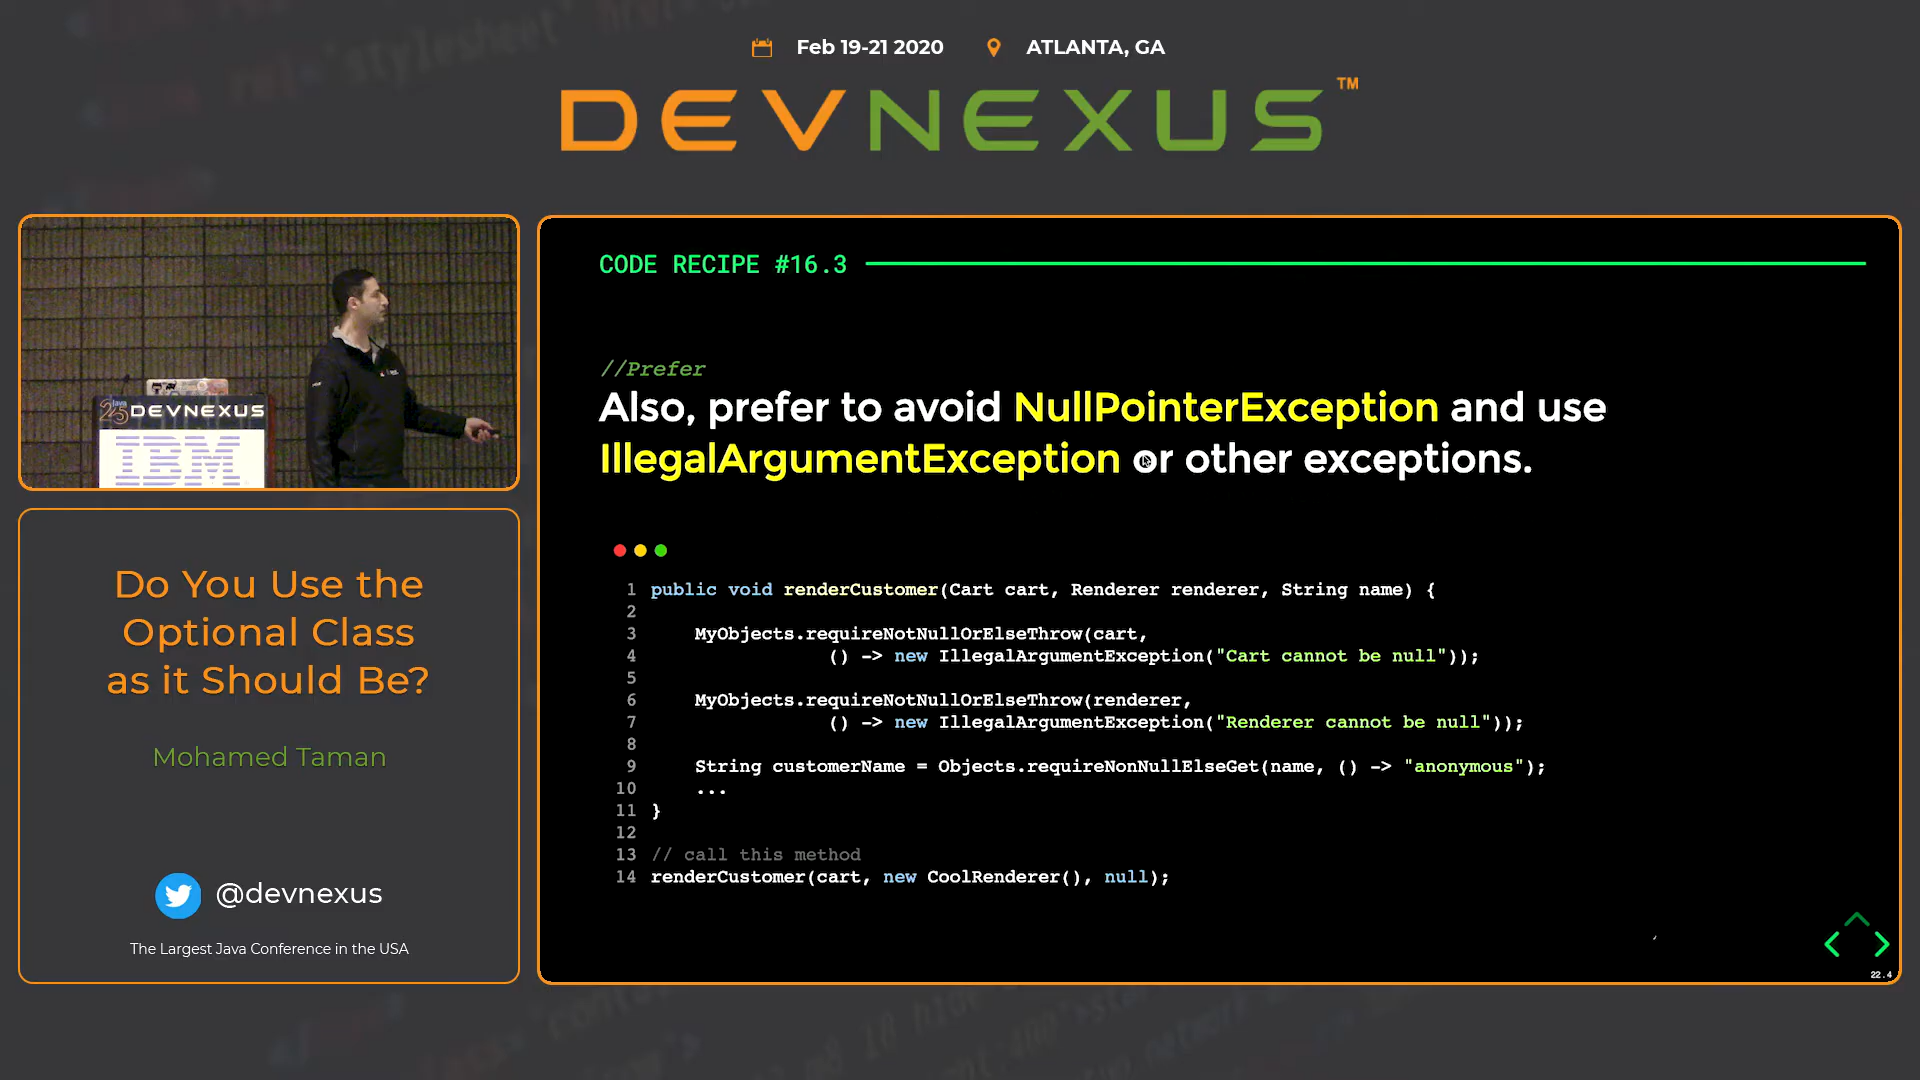 Feb 19-21 2020 ATLANTA, GA
DEVNEXUS™
Java
25 DEVNEXUS
IBM
Do You Use the
Optional Class
as it Should Be?
Mohamed Taman
@devnexus
The Largest Java Conference in the USA
CODE RECIPE #16.3
//Prefer
Also, prefer to avoid NullPointerException and use
IllegalArgumentException or other exceptions.
1 public void renderCustomer(Cart cart, Renderer renderer, String name) {
2
3 MyObjects.requireNotNullOrElseThrow(cart,
4 () -> new IllegalArgumentException("Cart cannot be null"));
5
6 MyObjects.requireNotNullOrElseThrow(renderer,
7 () -> new IllegalArgumentException("Renderer cannot be null"));
8
9 String customerName = Objects.requireNonNullElseGet(name, () -> "anonymous");
10 ...
11 }
12
13 // call this method
14 renderCustomer(cart, new CoolRenderer(), null);
22.4